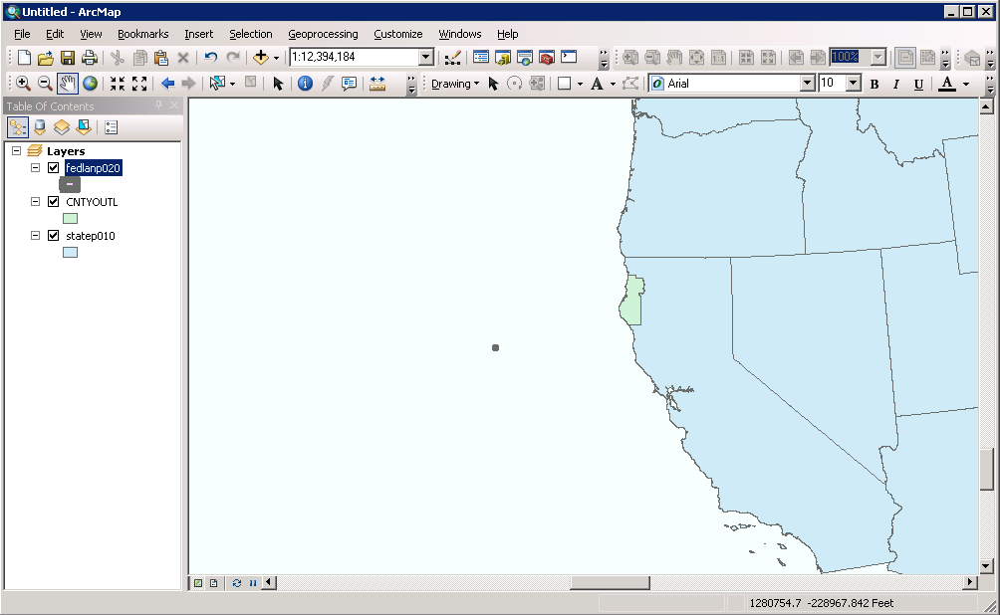 Untitled - ArcMap
File Edit View Bookmarks Insert Selection Geoprocessing Customize Windows Help
1:12,394,184 100%
Drawing A Arial 10 B I U A
Table Of Contents
Layers
fedlanp020
CNTYOUTL
statep010
1280754.7 -228967.842 Feet